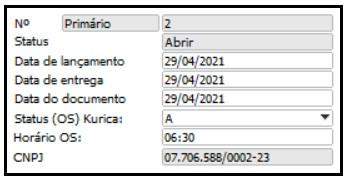 Nº Primário 2
Status Abrir
Data de lançamento 29/04/2021
Data de entrega 29/04/2021
Data do documento 29/04/2021
Status (OS) Kurica: A
Horário OS: 06:30
CNPJ 07.706.588/0002-23